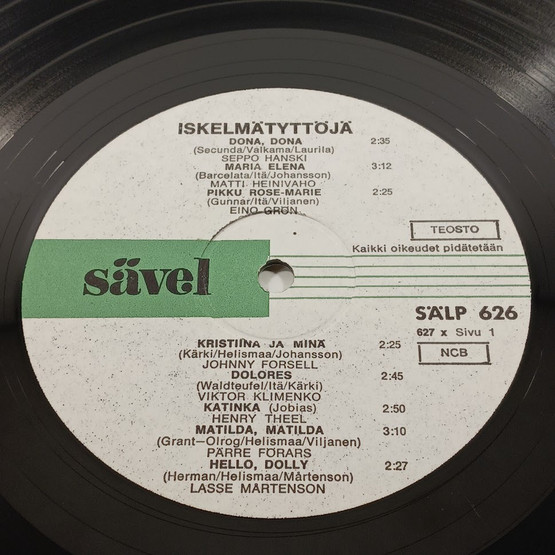 ISKELMÄTYTTÖJÄ
DONA, DONA 2:35
(Secunda/Valkama/Laurila)
SEPPO HANSKI
MARIA ELENA 3:12
(Barcelata/Itä/Johansson)
MATTI HEINIVAHO
PIKKU ROSE-MARIE 2:25
(Gunnar/Itä/Viljanen)
EINO GRÖN
TEOSTO
Kaikki oikeudet pidätetään
sävel
SÄLP 626
627 x Sivu 1
NCB
KRISTIINA JA MINÄ 2:25
(Kärki/Helismaa/Johansson)
JOHNNY FORSELL
DOLORES 2:45
(Waldteufel/Itä/Kärki)
VIKTOR KLIMENKO
KATINKA (Jobias) 2:50
HENRY THEEL
MATILDA, MATILDA 3:10
(Grant—Olrog/Helismaa/Viljanen)
PÄRRE FÖRARS
HELLO, DOLLY 2:27
(Herman/Helismaa/Mårtenson)
LASSE MÅRTENSON